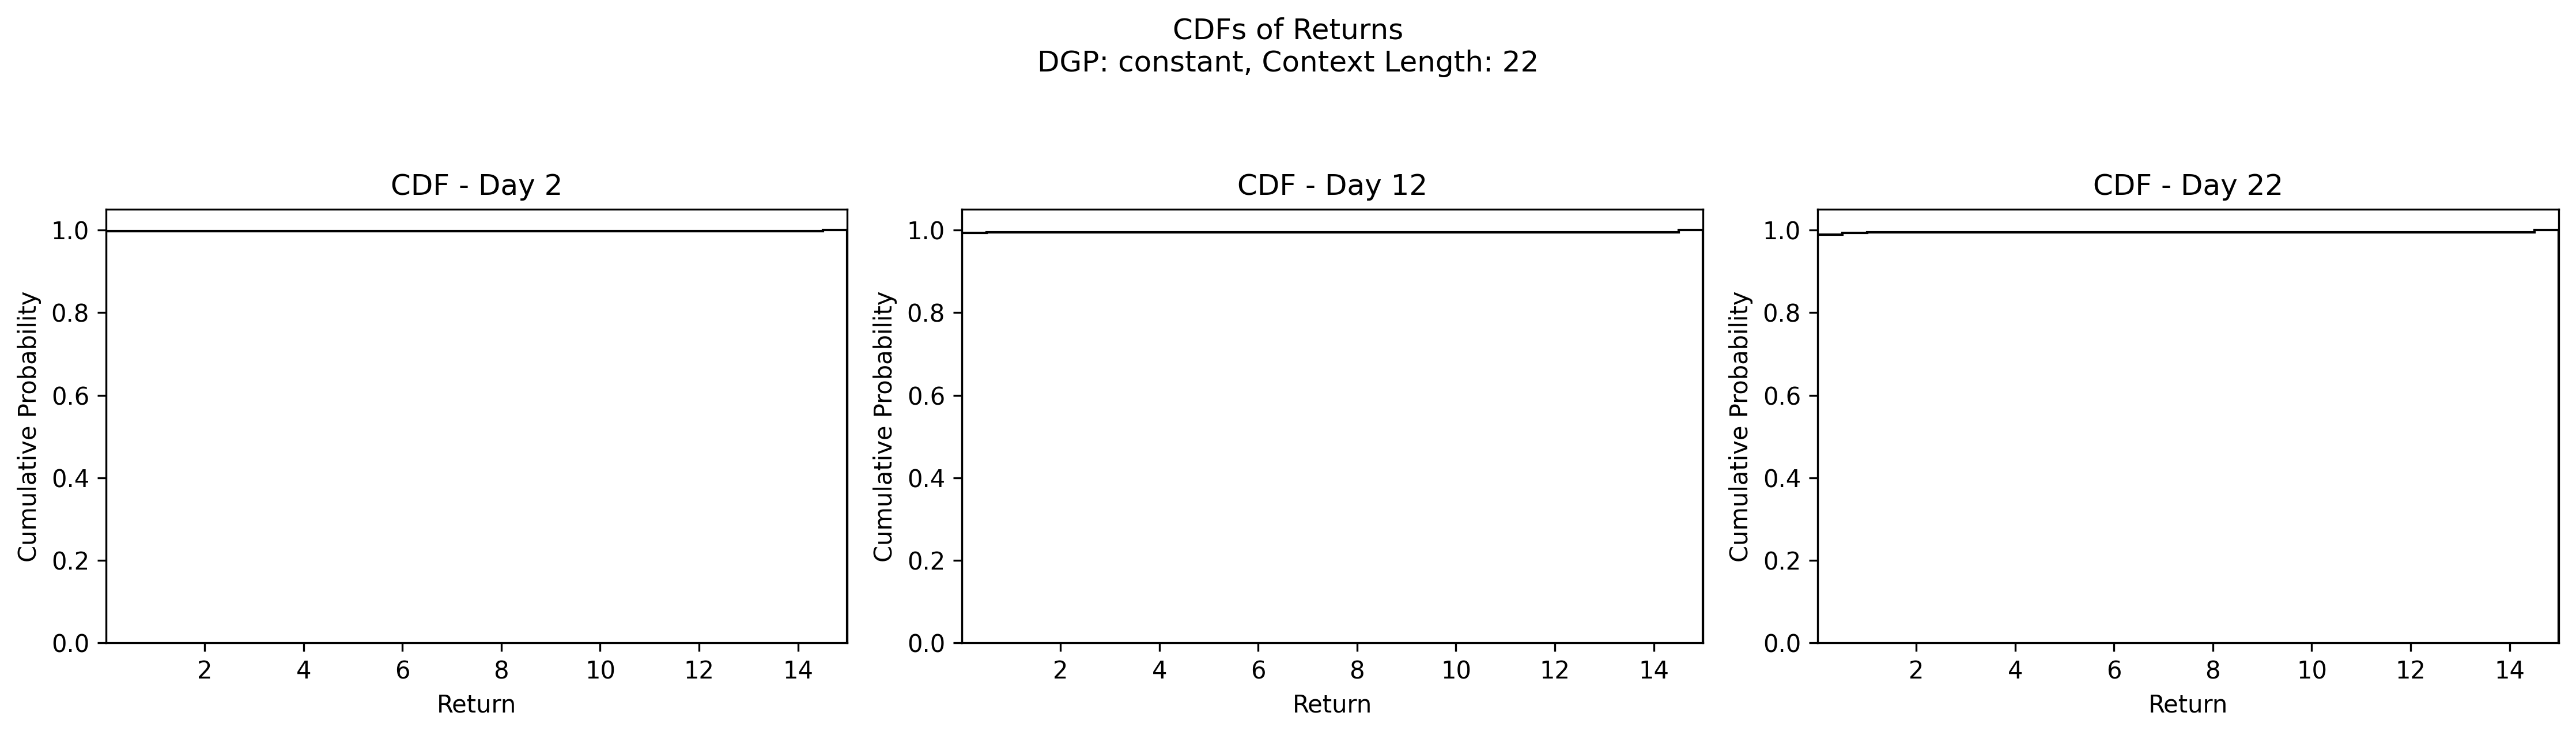 CDFs of Returns
DGP: constant, Context Length: 22
CDF - Day 2
1.0
0.8
0.6
0.4
0.2
0.0
Cumulative Probability
2 4 6 8 10 12 14
Return
CDF - Day 12
1.0
0.8
0.6
0.4
0.2
0.0
Cumulative Probability
2 4 6 8 10 12 14
Return
CDF - Day 22
1.0
0.8
0.6
0.4
0.2
0.0
Cumulative Probability
2 4 6 8 10 12 14
Return